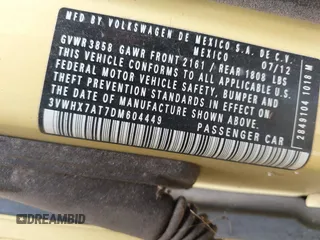 MFD. BY VOLKSWAGEN DE MEXICO S.A. DE C.V.
MEXICO 07/12
GVWR 3858 GAWR FRONT 2161 / REAR 1808 LBS
THIS VEHICLE CONFORMS TO ALL APPLICABLE
FEDERAL MOTOR VEHICLE SAFETY, BUMPER AND
THEFT PREVENTION STANDARDS IN EFFECT ON THE
DATE OF MANUFACTURE SHOWN ABOVE
3VWHX7AT7DM604449
PASSENGER CAR
2849104 1018 M
DREAMBID